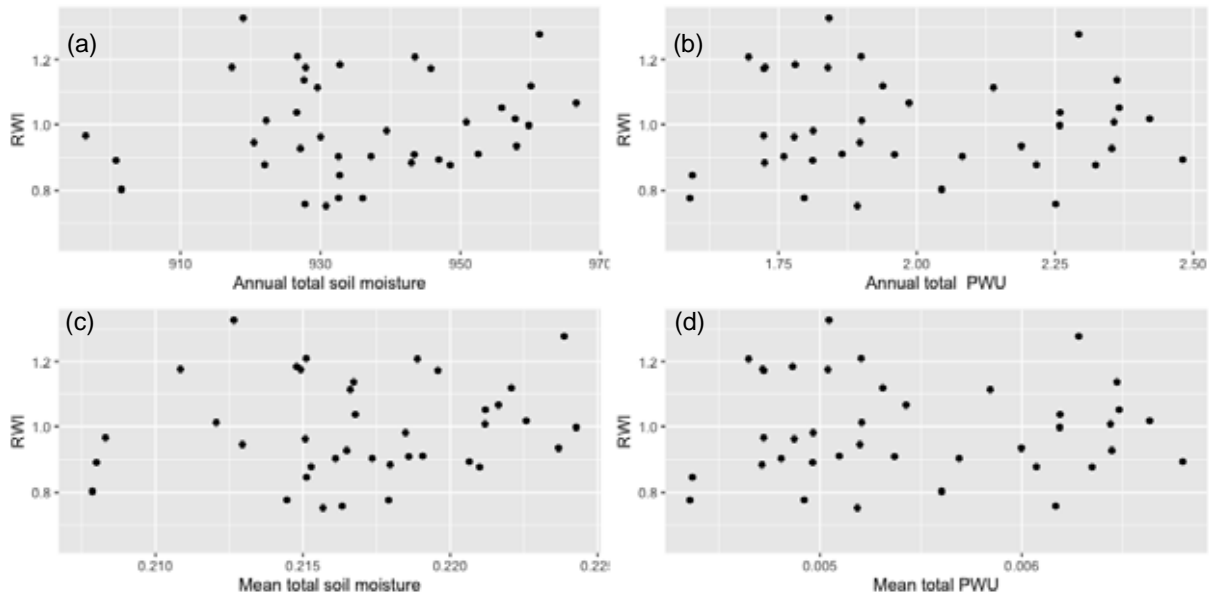 (a)
RWI
1.2
1.0
0.8
910 930 950 970
Annual total soil moisture
(b)
RWI
1.2
1.0
0.8
1.75 2.00 2.25 2.50
Annual total PWU
(c)
RWI
1.2
1.0
0.8
0.210 0.215 0.220 0.225
Mean total soil moisture
(d)
RWI
1.2
1.0
0.8
0.005 0.006
Mean total PWU